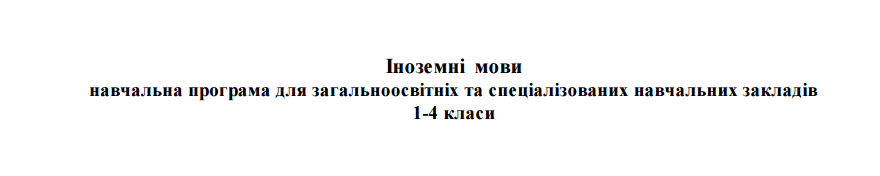 Іноземні мови
навчальна програма для загальноосвітніх та спеціалізованих навчальних закладів
1-4 класи